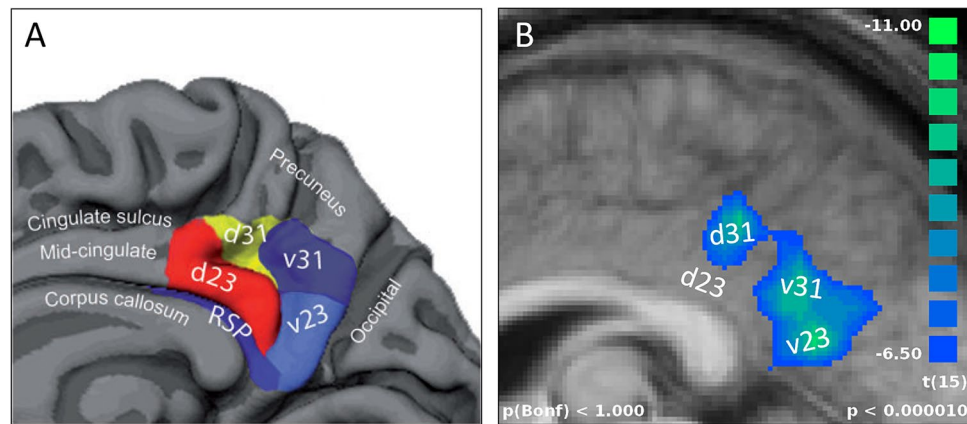 A
Precuneus
Cingulate sulcus
d31
Mid-cingulate
v31
d23
Corpus callosum
RSP
v23
Occipital
B
-11.00
d31
d23
v31
v23
-6.50
t(15)
p(Bonf) < 1.000
p < 0.000010